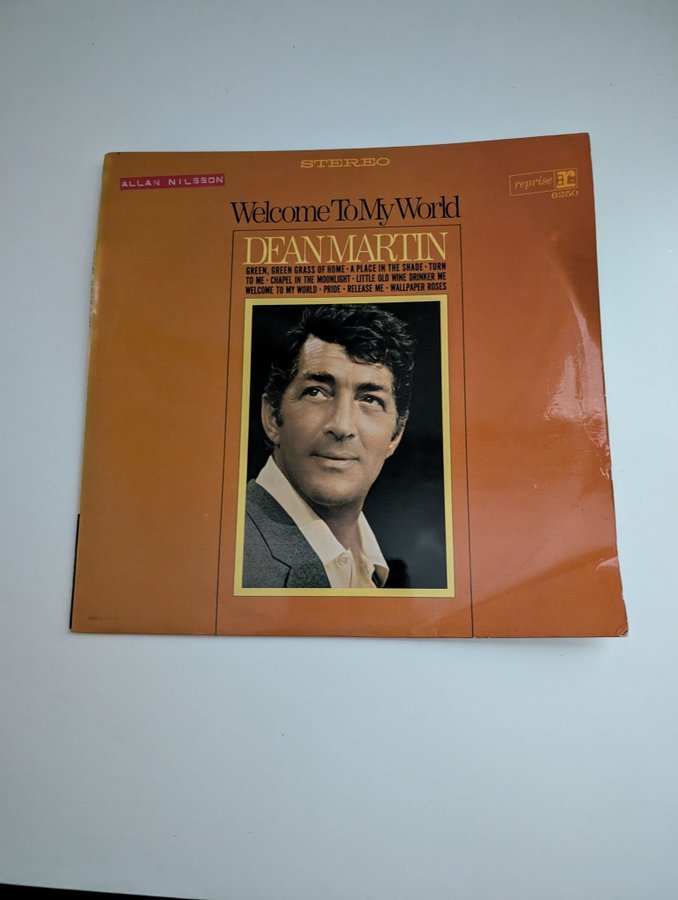 STEREO
ALLAN NILSSON
reprise
6250
Welcome To My World
DEAN MARTIN
GREEN, GREEN GRASS OF HOME · A PLACE IN THE SHADE · TURN
TO ME · CHAPEL IN THE MOONLIGHT · LITTLE OLD WINE DRINKER ME
WELCOME TO MY WORLD · PRIDE · RELEASE ME · WALLPAPER ROSES